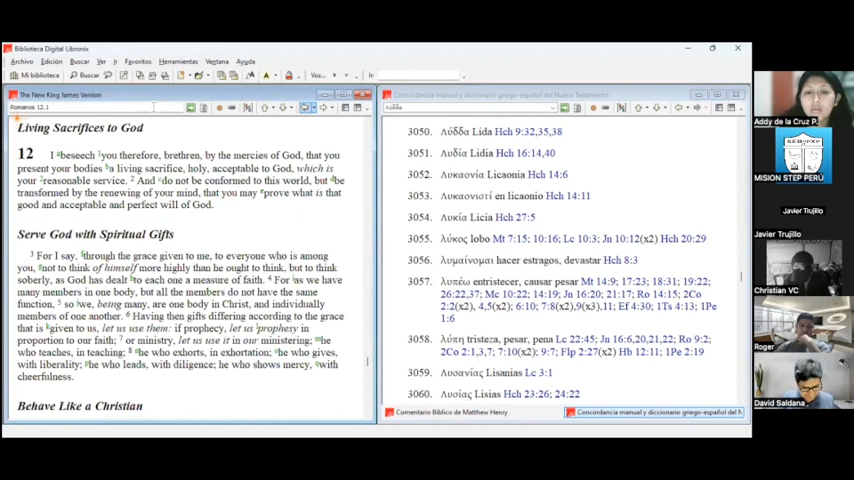 Biblioteca Digital Libronix
Archivo Edición Buscar Ver Ir Favoritos Herramientas Ventana Ayuda
Mi biblioteca Buscar Voz... In
The New King James Version
Romanos 12.1
Living Sacrifices to God
12 I beseech you therefore, brethren, by the mercies of God, that you
present your bodies a living sacrifice, holy, acceptable to God, which is
your reasonable service. 2 And do not be conformed to this world, but be
transformed by the renewing of your mind, that you may prove what is that
good and acceptable and perfect will of God.
Serve God with Spiritual Gifts
3 For I say, through the grace given to me, to everyone who is among
you, not to think of himself more highly than he ought to think, but to think
soberly, as God has dealt to each one a measure of faith. 4 For as we have
many members in one body, but all the members do not have the same
function, 5 so we, being many, are one body in Christ, and individually
members of one another. 6 Having then gifts differing according to the grace
that is given to us, let us use them: if prophecy, let us prophesy in
proportion to our faith; 7 or ministry, let us use it in our ministering; he
who teaches, in teaching; 8 he who exhorts, in exhortation; he who gives,
with liberality; he who leads, with diligence; he who shows mercy, with
cheerfulness.
Behave Like a Christian
Concordancia manual y diccionario griego-español del Nuevo Testamento
Λύδδα
3050. Λύδδα Lida Hch 9:32,35,38
3051. Λυδία Lidia Hch 16:14,40
3052. Λυκαονία Licaonia Hch 14:6
3053. Λυκαονιστί en licaonio Hch 14:11
3054. Λυκία Licia Hch 27:5
3055. λύκος lobo Mt 7:15; 10:16; Lc 10:3; Jn 10:12(x2) Hch 20:29
3056. λυμαίνομαι hacer estragos, devastar Hch 8:3
3057. λυπέω entristecer, causar pesar Mt 14:9; 17:23; 18:31; 19:22;
26:22,37; Mc 10:22; 14:19; Jn 16:20; 21:17; Ro 14:15; 2Co
2:2(x2), 4,5(x2); 6:10; 7:8(x2),9(x3),11; Ef 4:30; 1Ts 4:13; 1Pe
1:6
3058. λύπη tristeza, pesar, pena Lc 22:45; Jn 16:6,20,21,22; Ro 9:2;
2Co 2:1,3,7; 7:10(x2); 9:7; Flp 2:27(x2) Hb 12:11; 1Pe 2:19
3059. Λυσανίας Lisanias Lc 3:1
3060. Λυσίας Lisias Hch 23:26; 24:22
Comentario Bíblico de Matthew Henry
Concordancia manual y diccionario griego-español del N
Addy de la Cruz P.
MISION STEP PERÚ
Javier Trujillo
Javier Trujillo
Christian VC
Roger
David Saldana